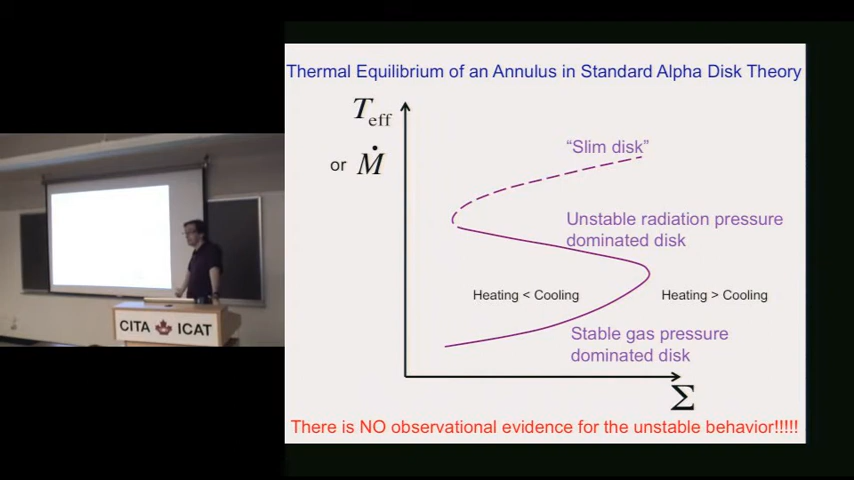 Thermal Equilibrium of an Annulus in Standard Alpha Disk Theory
T_eff
or Ṁ
“Slim disk”
Unstable radiation pressure
dominated disk
Heating < Cooling
Heating > Cooling
Stable gas pressure
dominated disk
Σ
There is NO observational evidence for the unstable behavior!!!!!
CITA ICAT